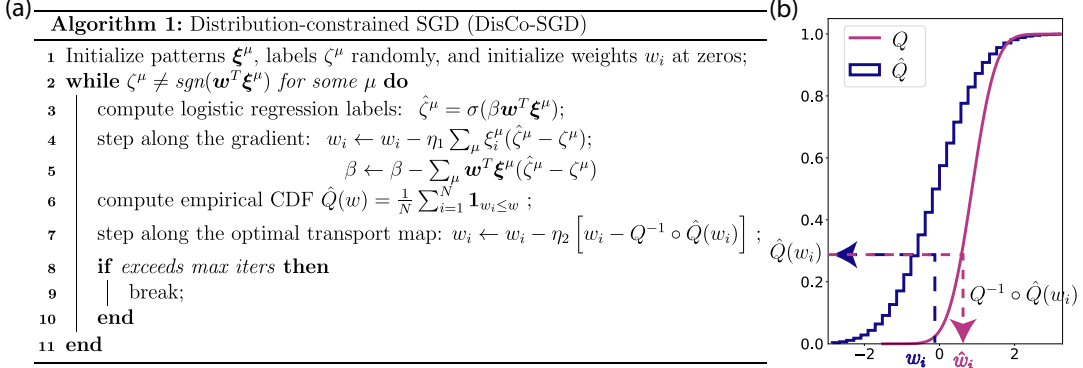 (a)
Algorithm 1: Distribution-constrained SGD (DisCo-SGD)
1 Initialize patterns ξ^μ, labels ζ^μ randomly, and initialize weights w_i at zeros;
2 while ζ^μ ≠ sgn(w^T ξ^μ) for some μ do
3 compute logistic regression labels: ζ̂^μ = σ(βw^T ξ^μ);
4 step along the gradient: w_i ← w_i − η_1 ∑_μ ξ_i^μ(ζ̂^μ − ζ^μ);
5 β ← β − ∑_μ w^T ξ^μ(ζ̂^μ − ζ^μ)
6 compute empirical CDF Q̂(w) = 1/N ∑_{i=1}^N 1_{w_i≤w} ;
7 step along the optimal transport map: w_i ← w_i − η_2 [w_i − Q^{−1} ∘ Q̂(w_i)] ;
8 if exceeds max iters then
9 break;
10 end
11 end
(b)
Q
Q̂
1.0
0.8
0.6
0.4
Q̂(w_i)
0.2
0.0
Q^{−1} ∘ Q̂(w_i)
−2 0 2
w_i ŵ_i